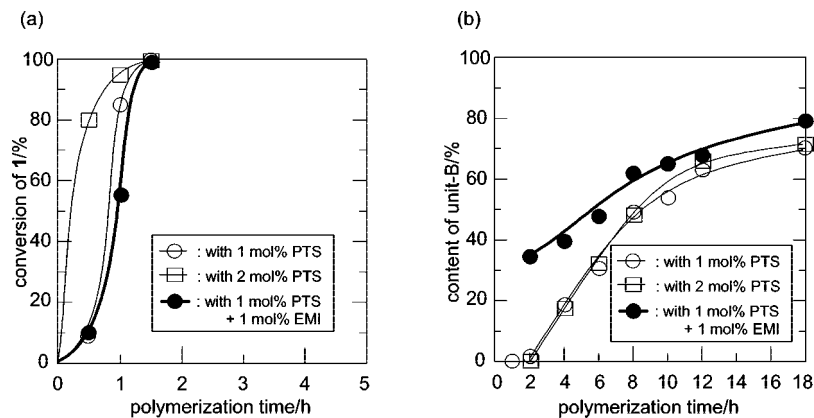 (a)
100
80
60
40
20
0
0
1
2
3
4
5
conversion of 1/%
polymerization time/h
: with 1 mol% PTS
: with 2 mol% PTS
: with 1 mol% PTS
+ 1 mol% EMI
(b)
100
80
60
40
20
0
0
2
4
6
8
10
12
14
16
18
content of unit-B/%
polymerization time/h
: with 1 mol% PTS
: with 2 mol% PTS
: with 1 mol% PTS
+ 1 mol% EMI